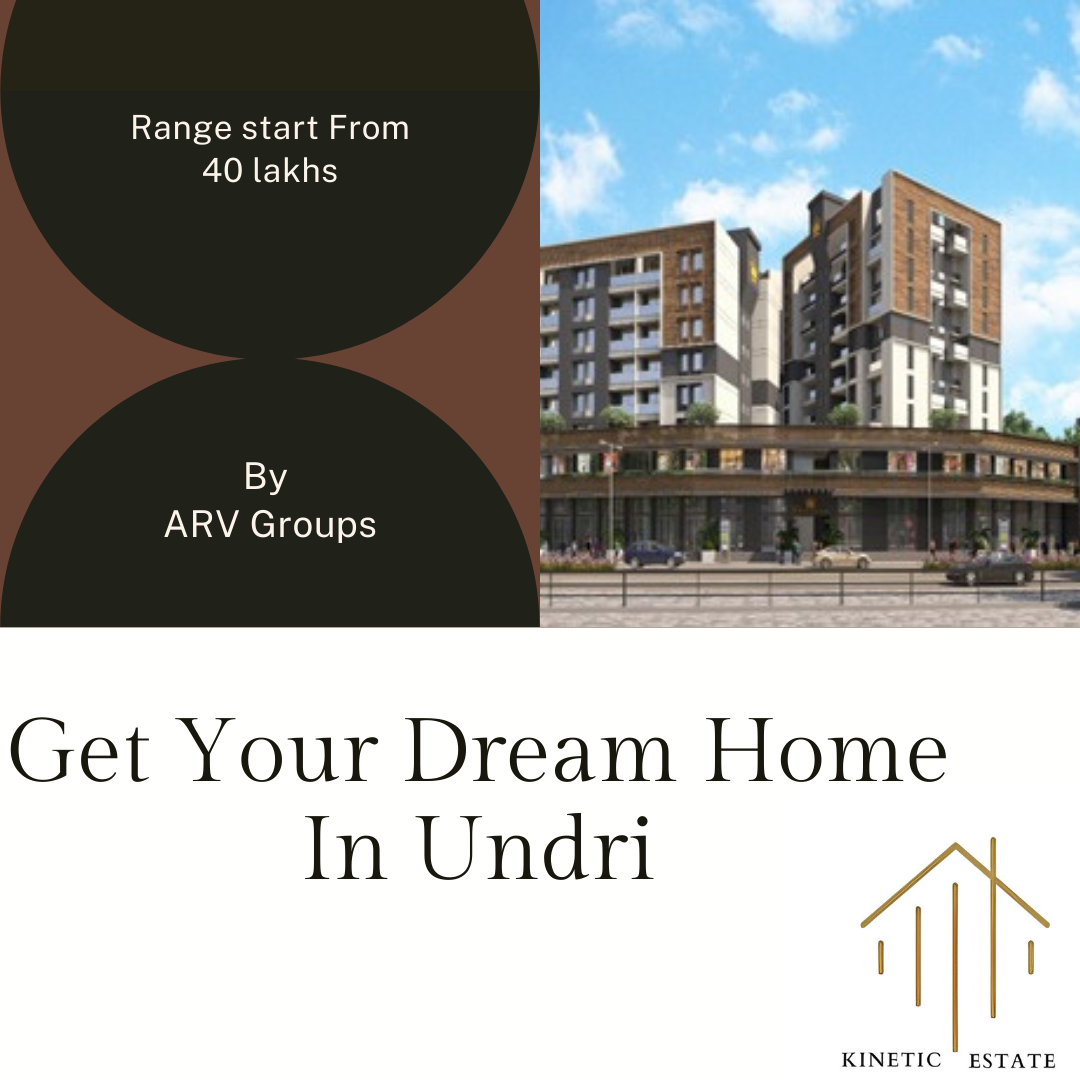 Range start From
40 lakhs
By
ARV Groups
Get Your Dream Home
In Undri
KINETIC ESTATE